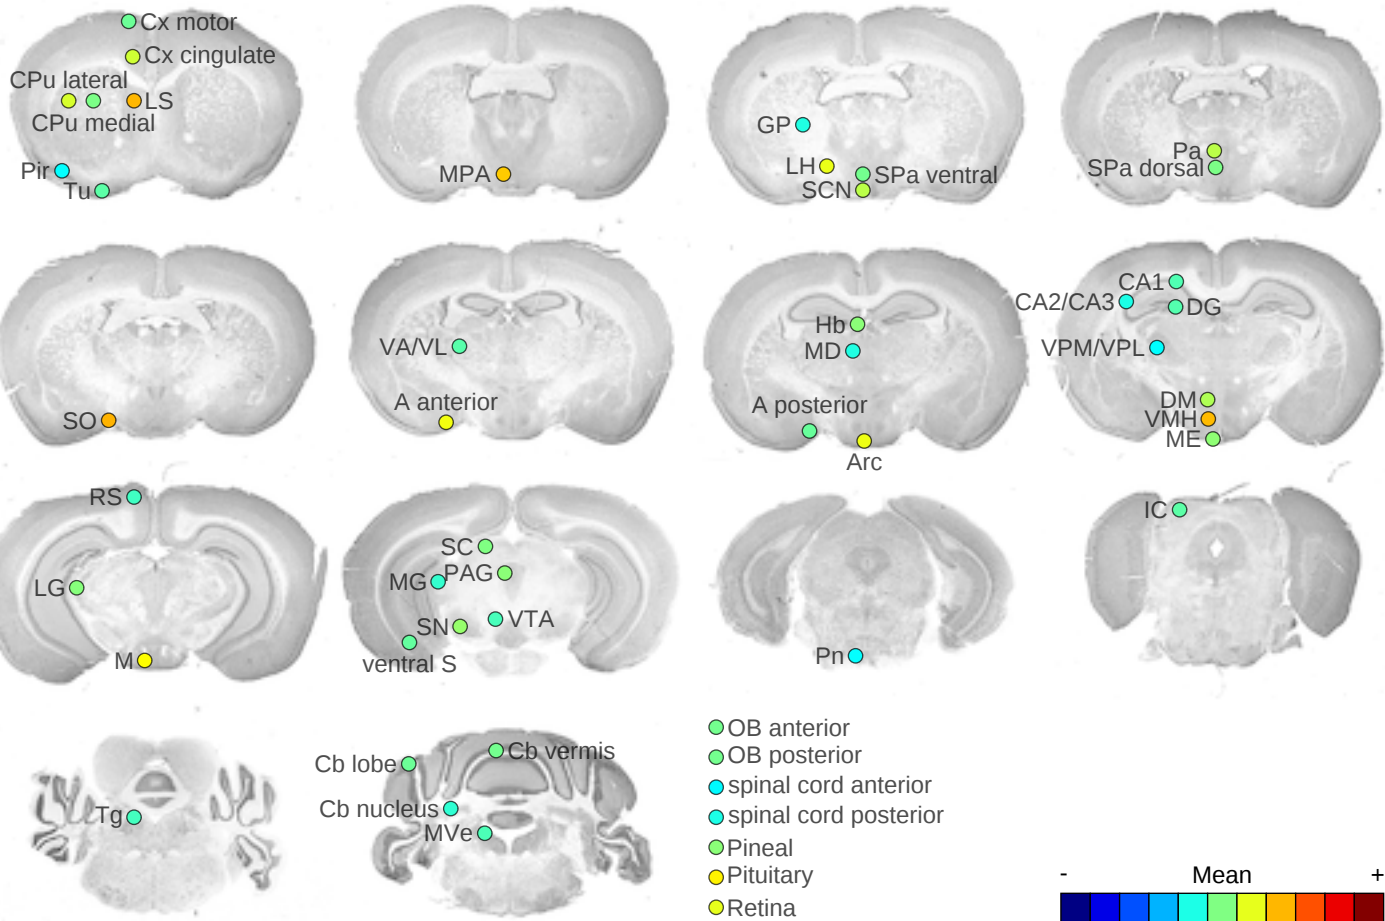 Cx motor
Cx cingulate
CPu lateral
LS
CPu medial
Pir
Tu
MPA
GP
LH
SPa ventral
SCN
Pa
SPa dorsal
SO
VA/VL
A anterior
Hb
MD
A posterior
Arc
CA1
CA2/CA3
DG
VPM/VPL
DM
VMH
ME
RS
LG
M
SC
MG
PAG
SN
VTA
ventral S
Pn
IC
Tg
Cb lobe
Cb vermis
Cb nucleus
MVe
OB anterior
OB posterior
spinal cord anterior
spinal cord posterior
Pineal
Pituitary
Retina
- Mean +